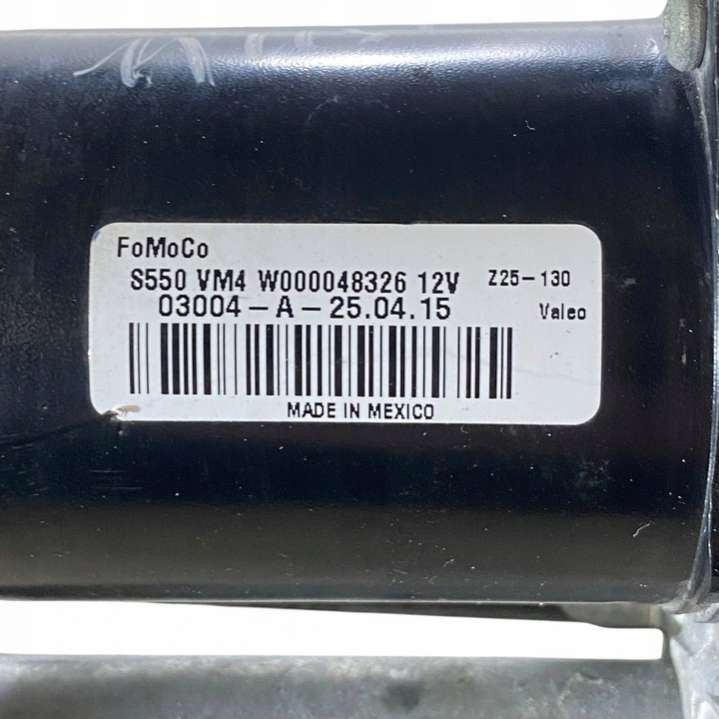 FoMoCo
S550 VM4 W000048326 12V Z25-130
03004-A-25.04.15 Valeo
MADE IN MEXICO